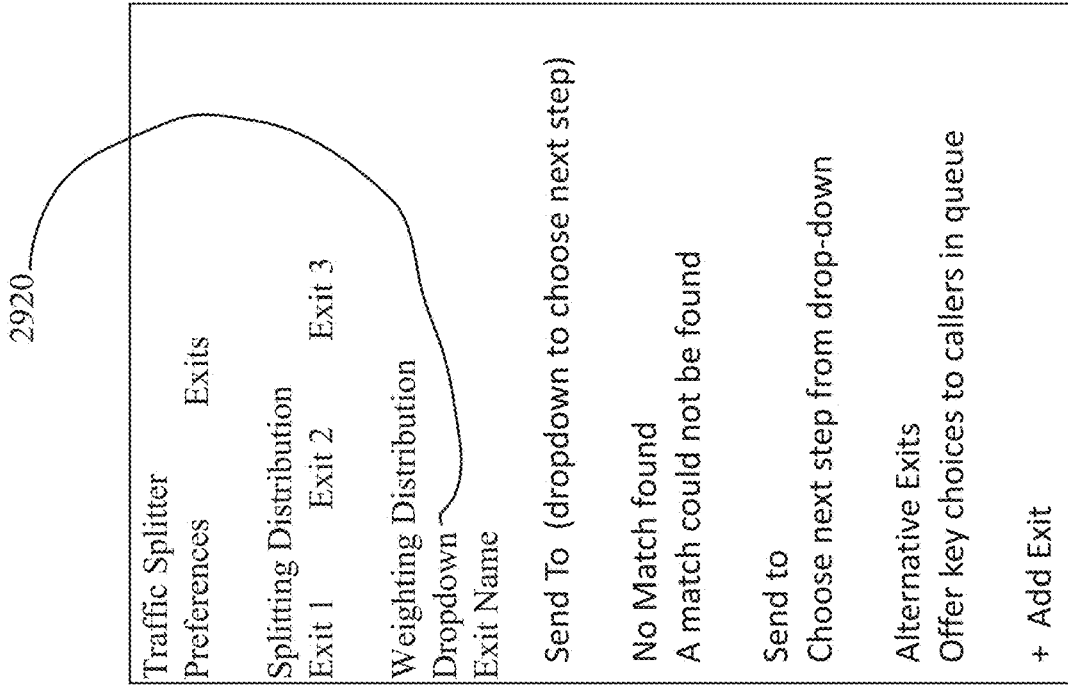 2920
Traffic Splitter
Preferences Exits
Splitting Distribution
Exit 1 Exit 2 Exit 3
Weighting Distribution
Dropdown
Exit Name
Send To (dropdown to choose next step)
No Match found
A match could not be found
Send to
Choose next step from drop-down
Alternative Exits
Offer key choices to callers in queue
+ Add Exit